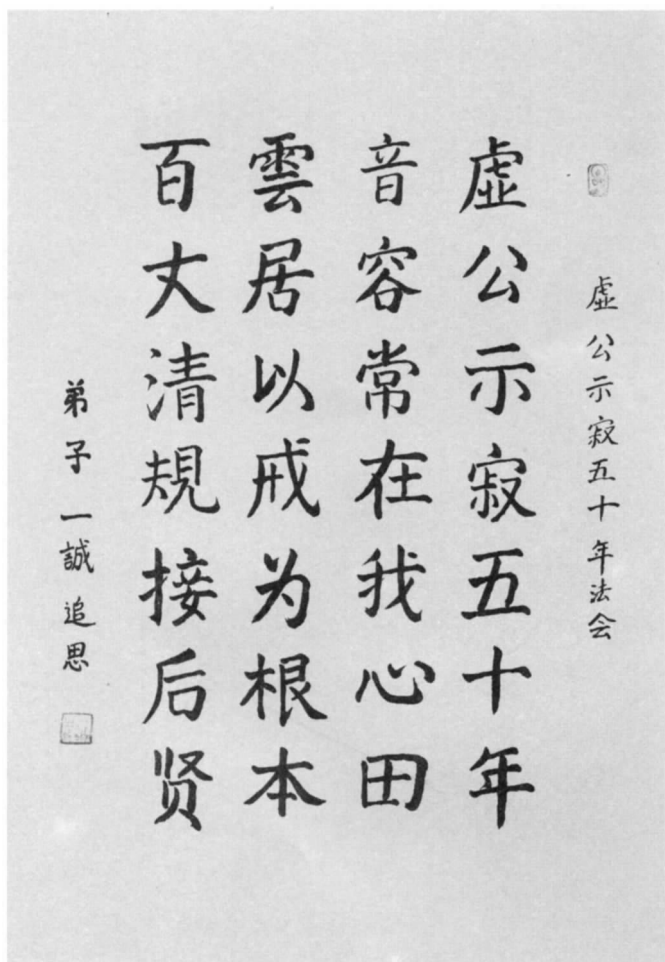 虚公示寂五十年法会
虚公示寂五十年
音容常在我心田
雲居以戒为根本
百丈清規接后贤
弟子一誠追思